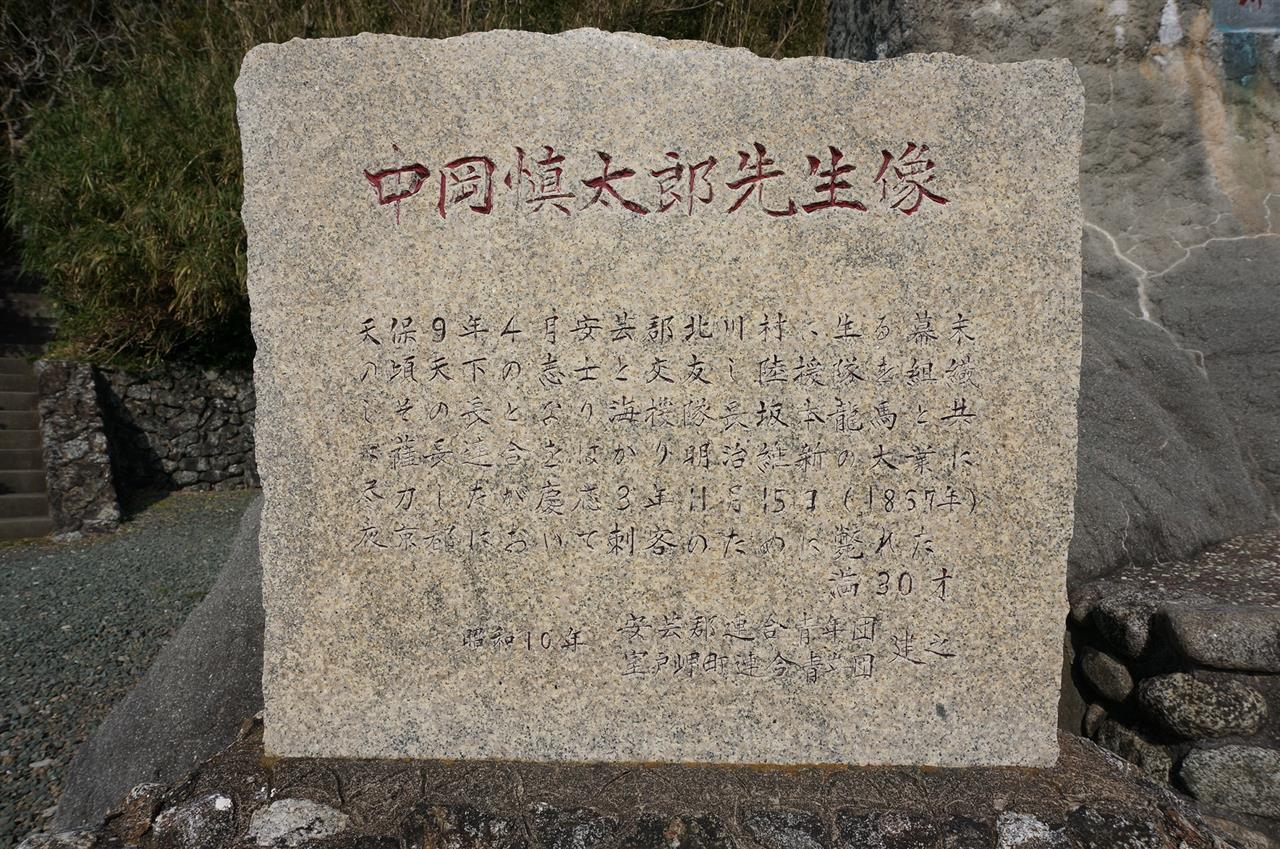 中岡慎太郎先生像
天保9年4月安芸郡北川村に生る幕末
の頃天下の志士と交友し陸援隊を組織
しその長となり海援隊長坂本龍馬と共
に薩長連合をはかり明治維新の大業に
尽力したが慶応3年11月15日(1867年)
夜京都において刺客のために斃れた
満30才
昭和10年
安芸郡連合青年団
室戸岬町連合青年団
建之